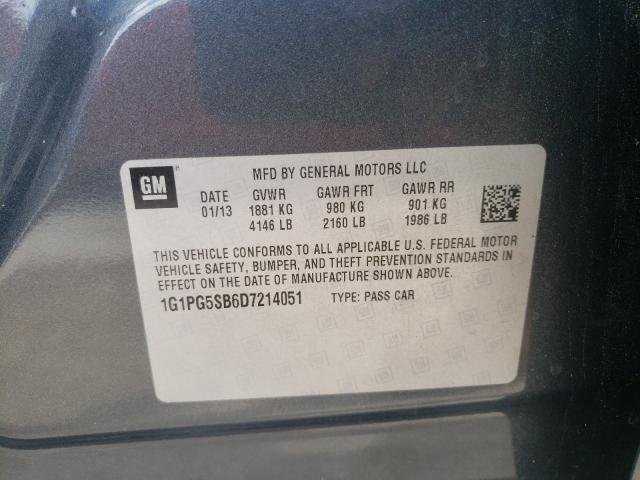 GM
MFD BY GENERAL MOTORS LLC
DATE GVWR GAWR FRT GAWR RR
01/13 1881 KG 980 KG 901 KG
4146 LB 2160 LB 1986 LB
THIS VEHICLE CONFORMS TO ALL APPLICABLE U.S. FEDERAL MOTOR
VEHICLE SAFETY, BUMPER, AND THEFT PREVENTION STANDARDS IN
EFFECT ON THE DATE OF MANUFACTURE SHOWN ABOVE.
1G1PG5SB6D7214051 TYPE: PASS CAR